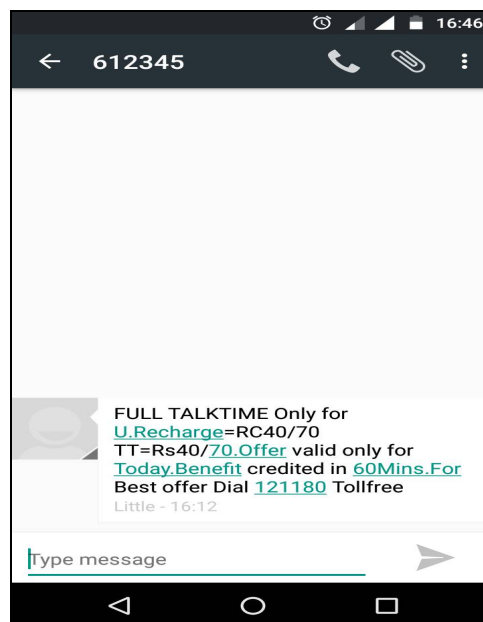 16:46
612345
FULL TALKTIME Only for
U.Recharge=RC40/70
TT=Rs40/70.Offer valid only for
Today.Benefit credited in 60Mins.For
Best offer Dial 121180 Tollfree
Little - 16:12
Type message